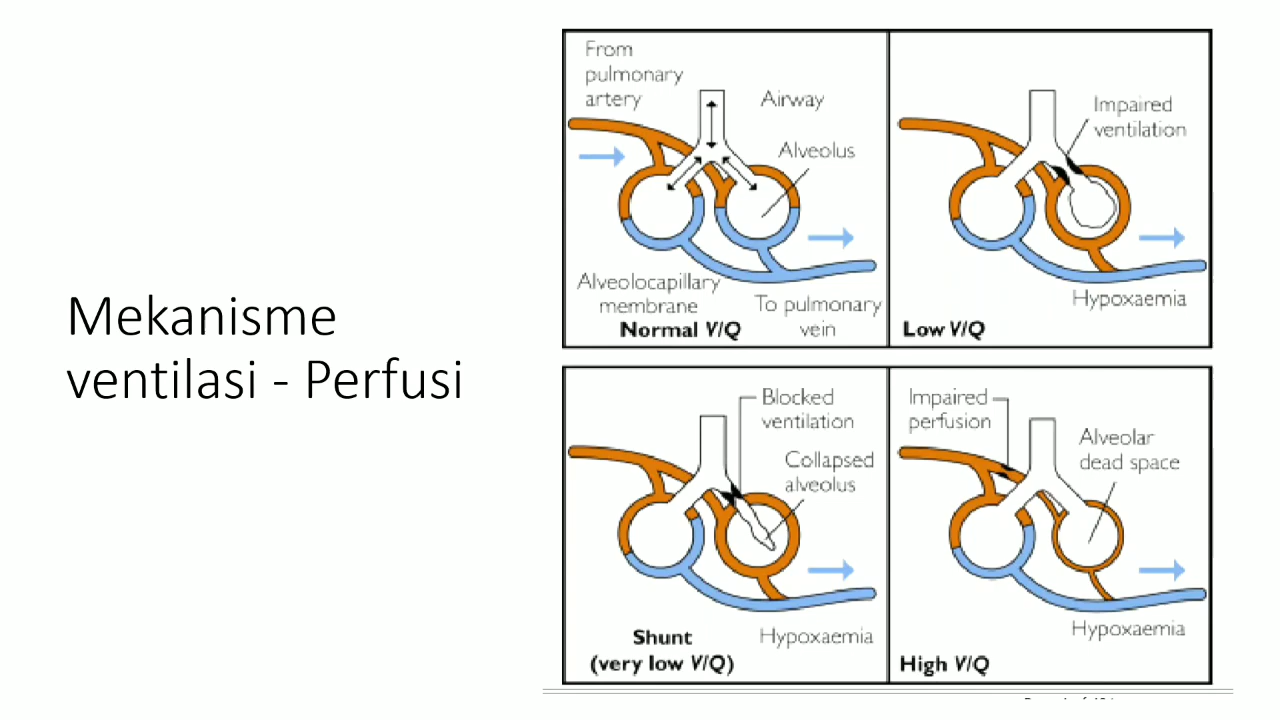 Mekanisme
ventilasi - Perfusi
From
pulmonary
artery
Airway
Alveolus
Alveolocapillary
membrane
To pulmonary
vein
Normal V/Q
Impaired
ventilation
Hypoxaemia
Low V/Q
Blocked
ventilation
Collapsed
alveolus
Hypoxaemia
Shunt
(very low V/Q)
Impaired
perfusion
Alveolar
dead space
Hypoxaemia
High V/Q